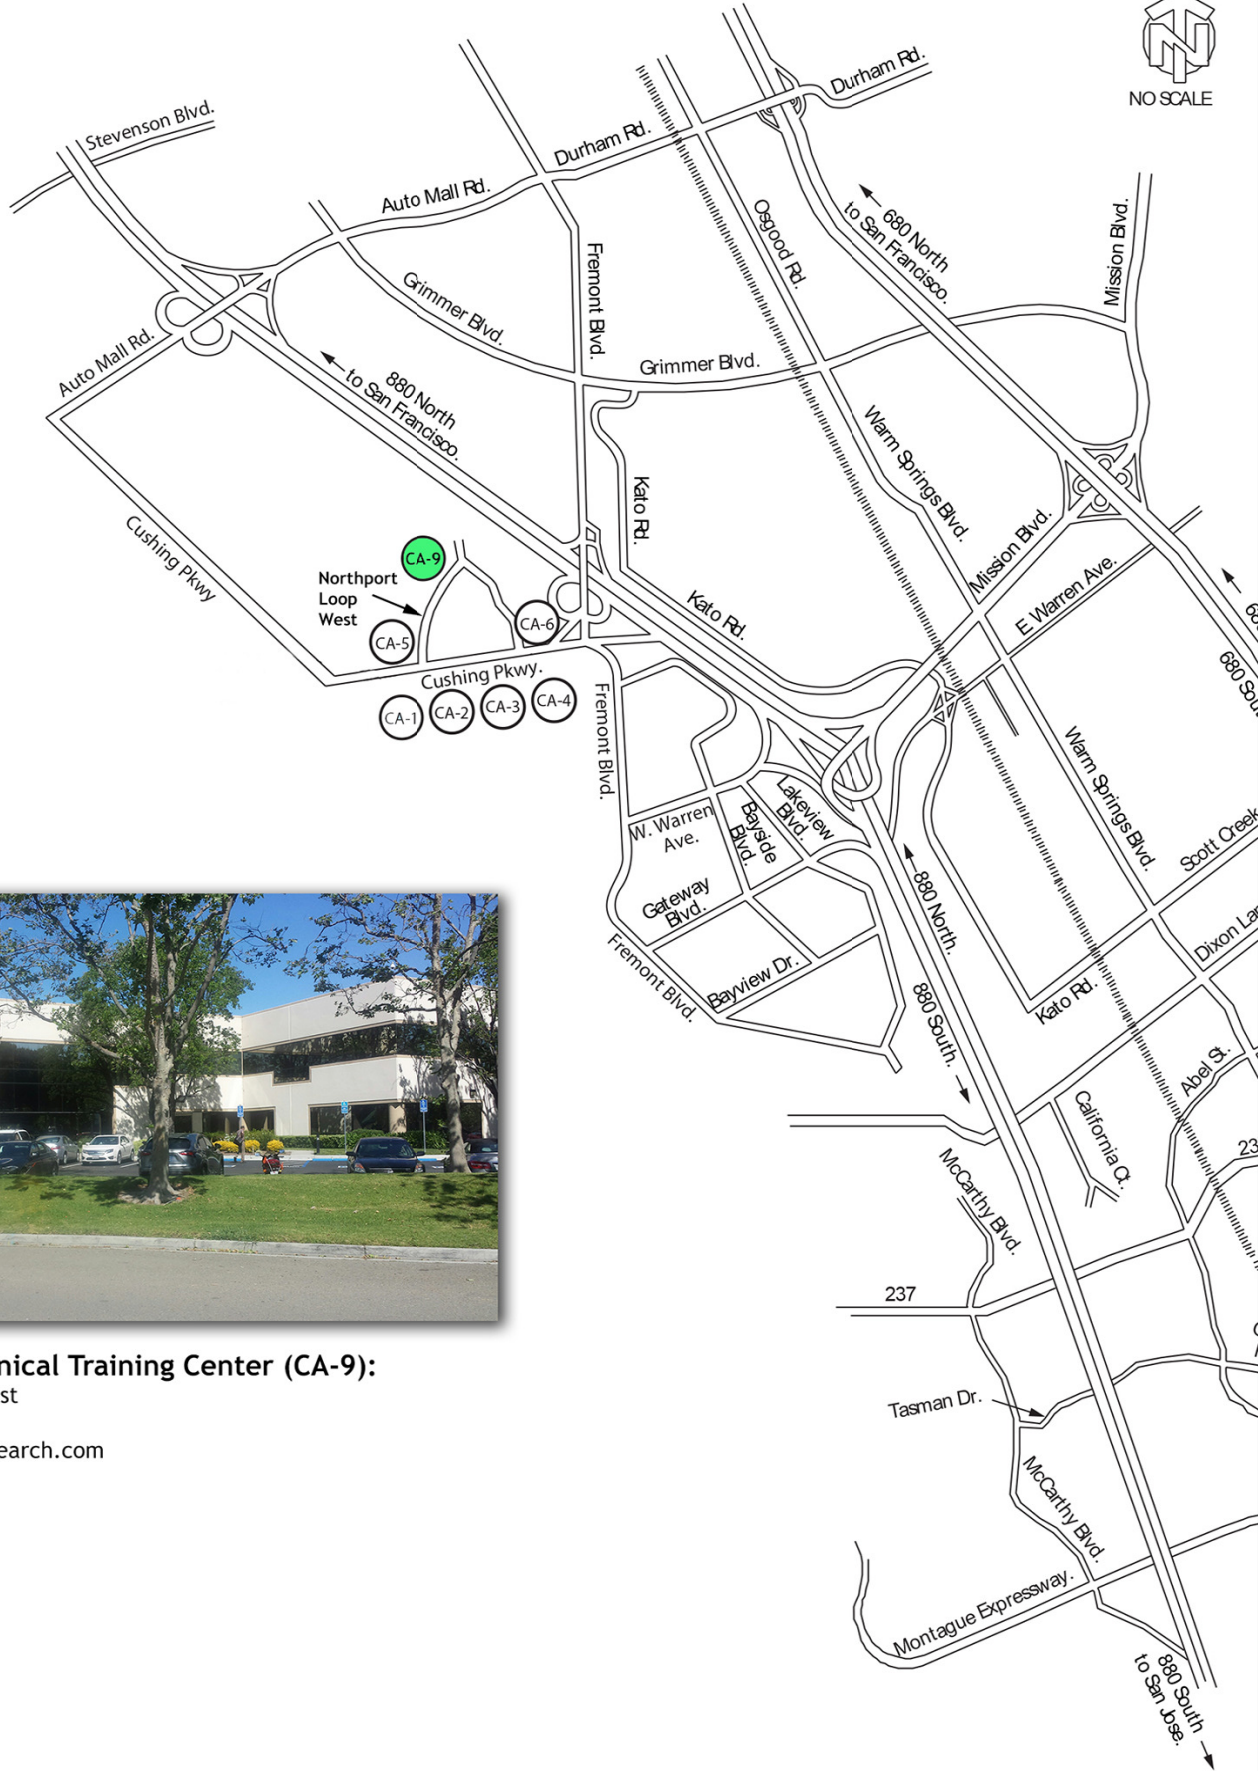 NO SCALE
Durham Rd.
Stevenson Blvd.
Durham Rd.
Auto Mall Rd.
Osgood Rd.
680 North
to San Francisco.
Mission Blvd.
Fremont Blvd.
Grimmer Blvd.
Auto Mall Rd.
880 North
to San Francisco.
Grimmer Blvd.
Warm Springs Blvd.
Kato Rd.
Mission Blvd.
Cushing Pkwy
CA-9
Northport
Loop
West
CA-5
CA-6
Kato Rd.
E Warren Ave.
680 Sou
Cushing Pkwy.
CA-1
CA-2
CA-3
CA-4
Fremont Blvd.
Warm Springs Blvd.
Lakeview
Blvd.
Bayside
Blvd.
W. Warren
Ave.
Scott Creek
Gateway
Blvd.
880 North.
Fremont Blvd.
Bayview Dr.
Dixon Lan
Kato Rd.
880 South.
Abel St.
California Ct.
23
McCarthy Blvd.
237
nical Training Center (CA-9):
st
earch.com
Tasman Dr.
McCarthy Blvd.
Montague Expressway.
880 South
to San Jose.